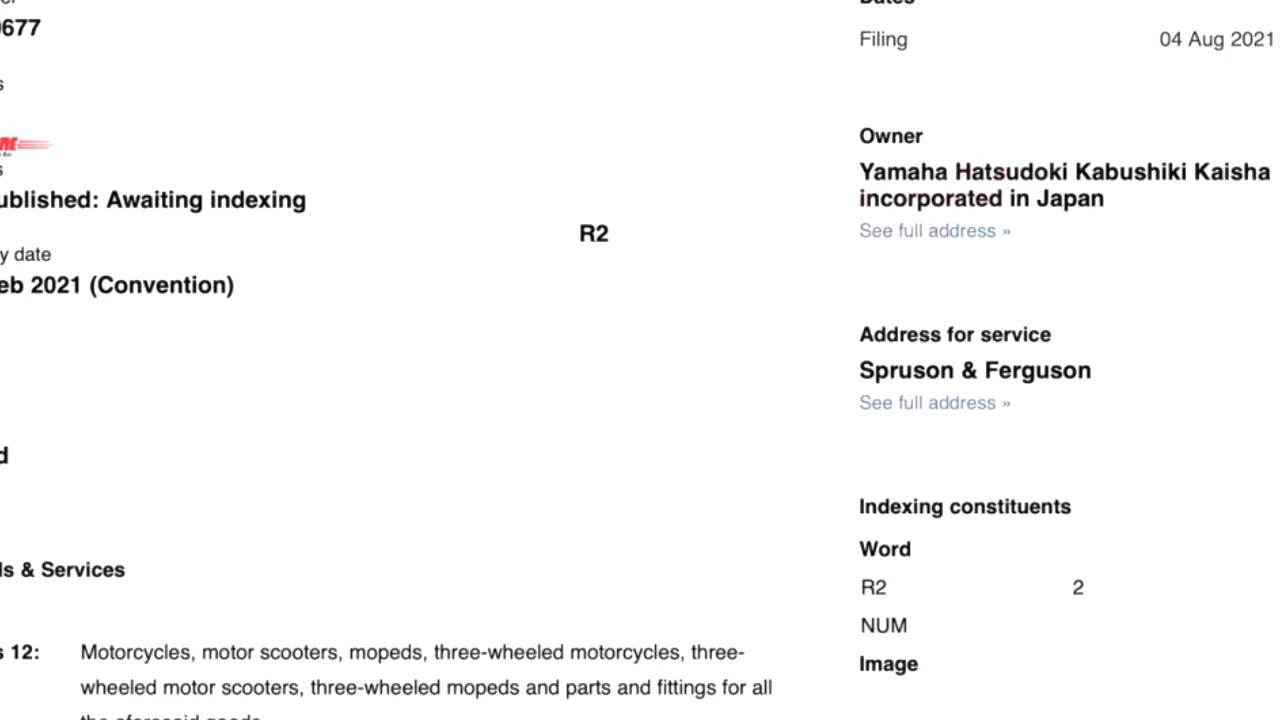 677
Filing 04 Aug 2021
Owner
Yamaha Hatsudoki Kabushiki Kaisha
incorporated in Japan
See full address »
ublished: Awaiting indexing
R2
y date
eb 2021 (Convention)
Address for service
Spruson & Ferguson
See full address »
d
Indexing constituents
Word
R2 2
NUM
Image
ls & Services
s 12: Motorcycles, motor scooters, mopeds, three-wheeled motorcycles, three-
wheeled motor scooters, three-wheeled mopeds and parts and fittings for all